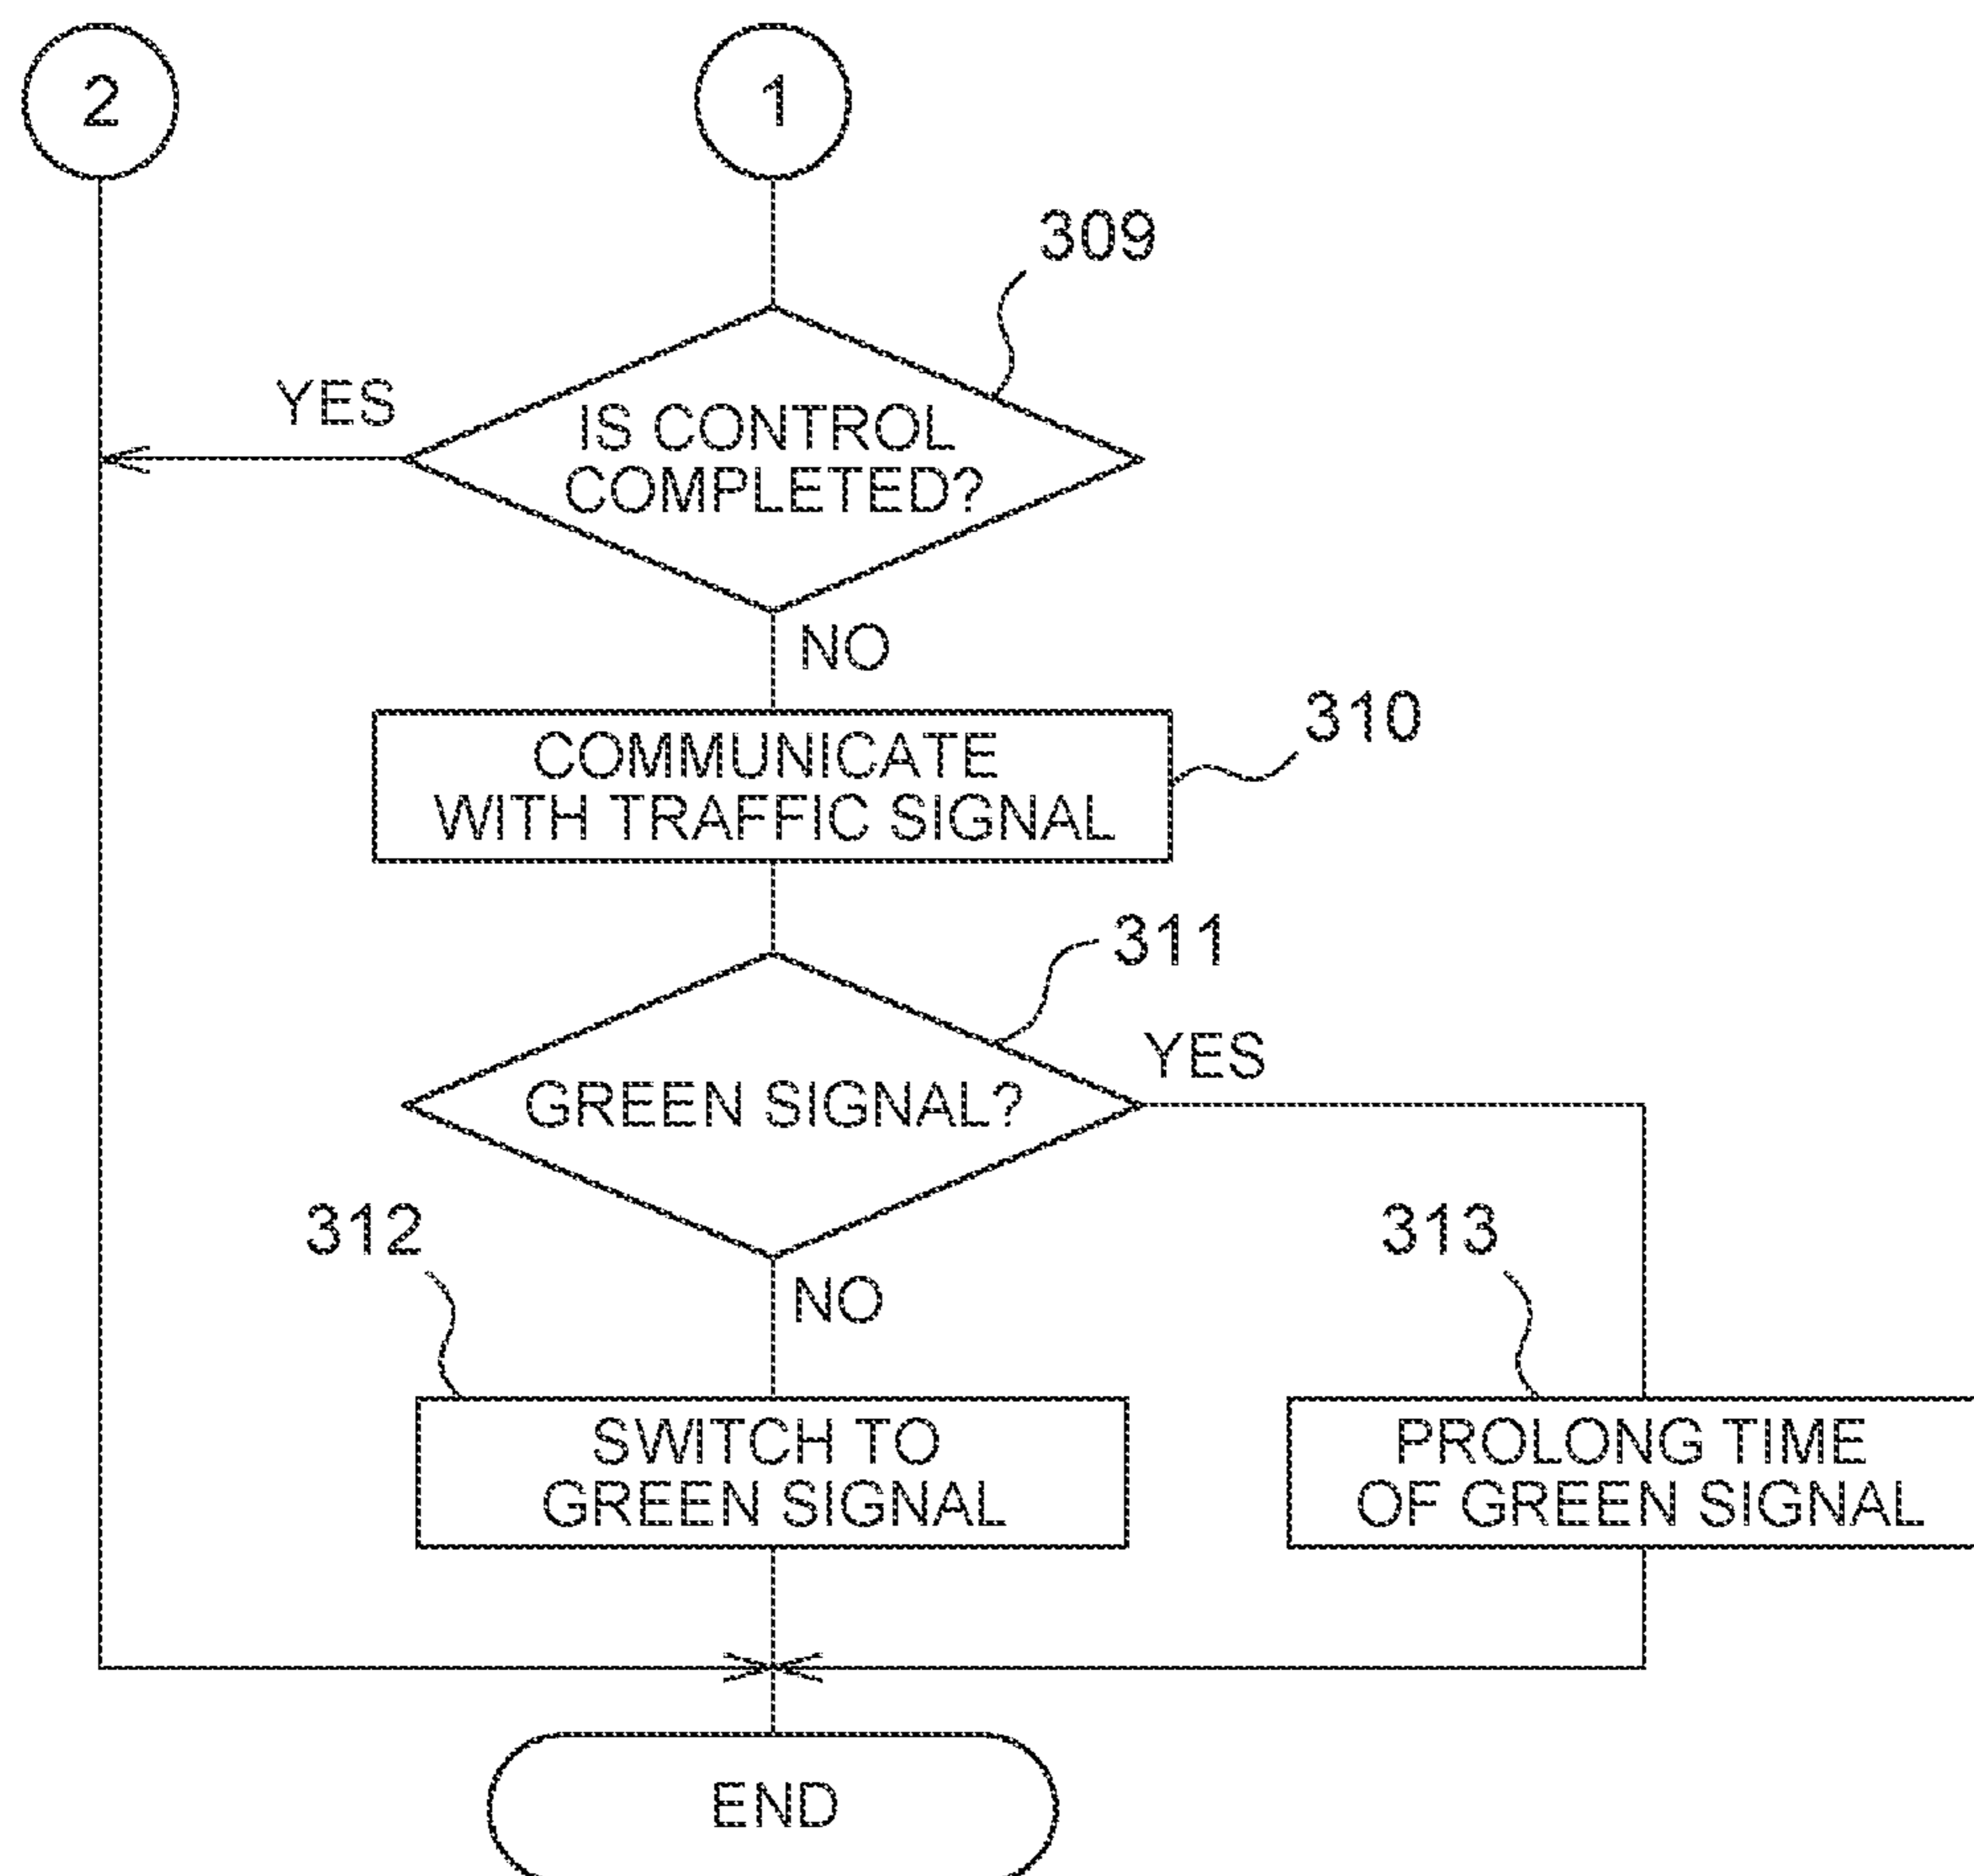 2
1
309
YES
IS CONTROL
COMPLETED?
NO
310
COMMUNICATE
WITH TRAFFIC SIGNAL
311
YES
GREEN SIGNAL?
312
313
NO
SWITCH TO
GREEN SIGNAL
PROLONG TIME
OF GREEN SIGNAL
END